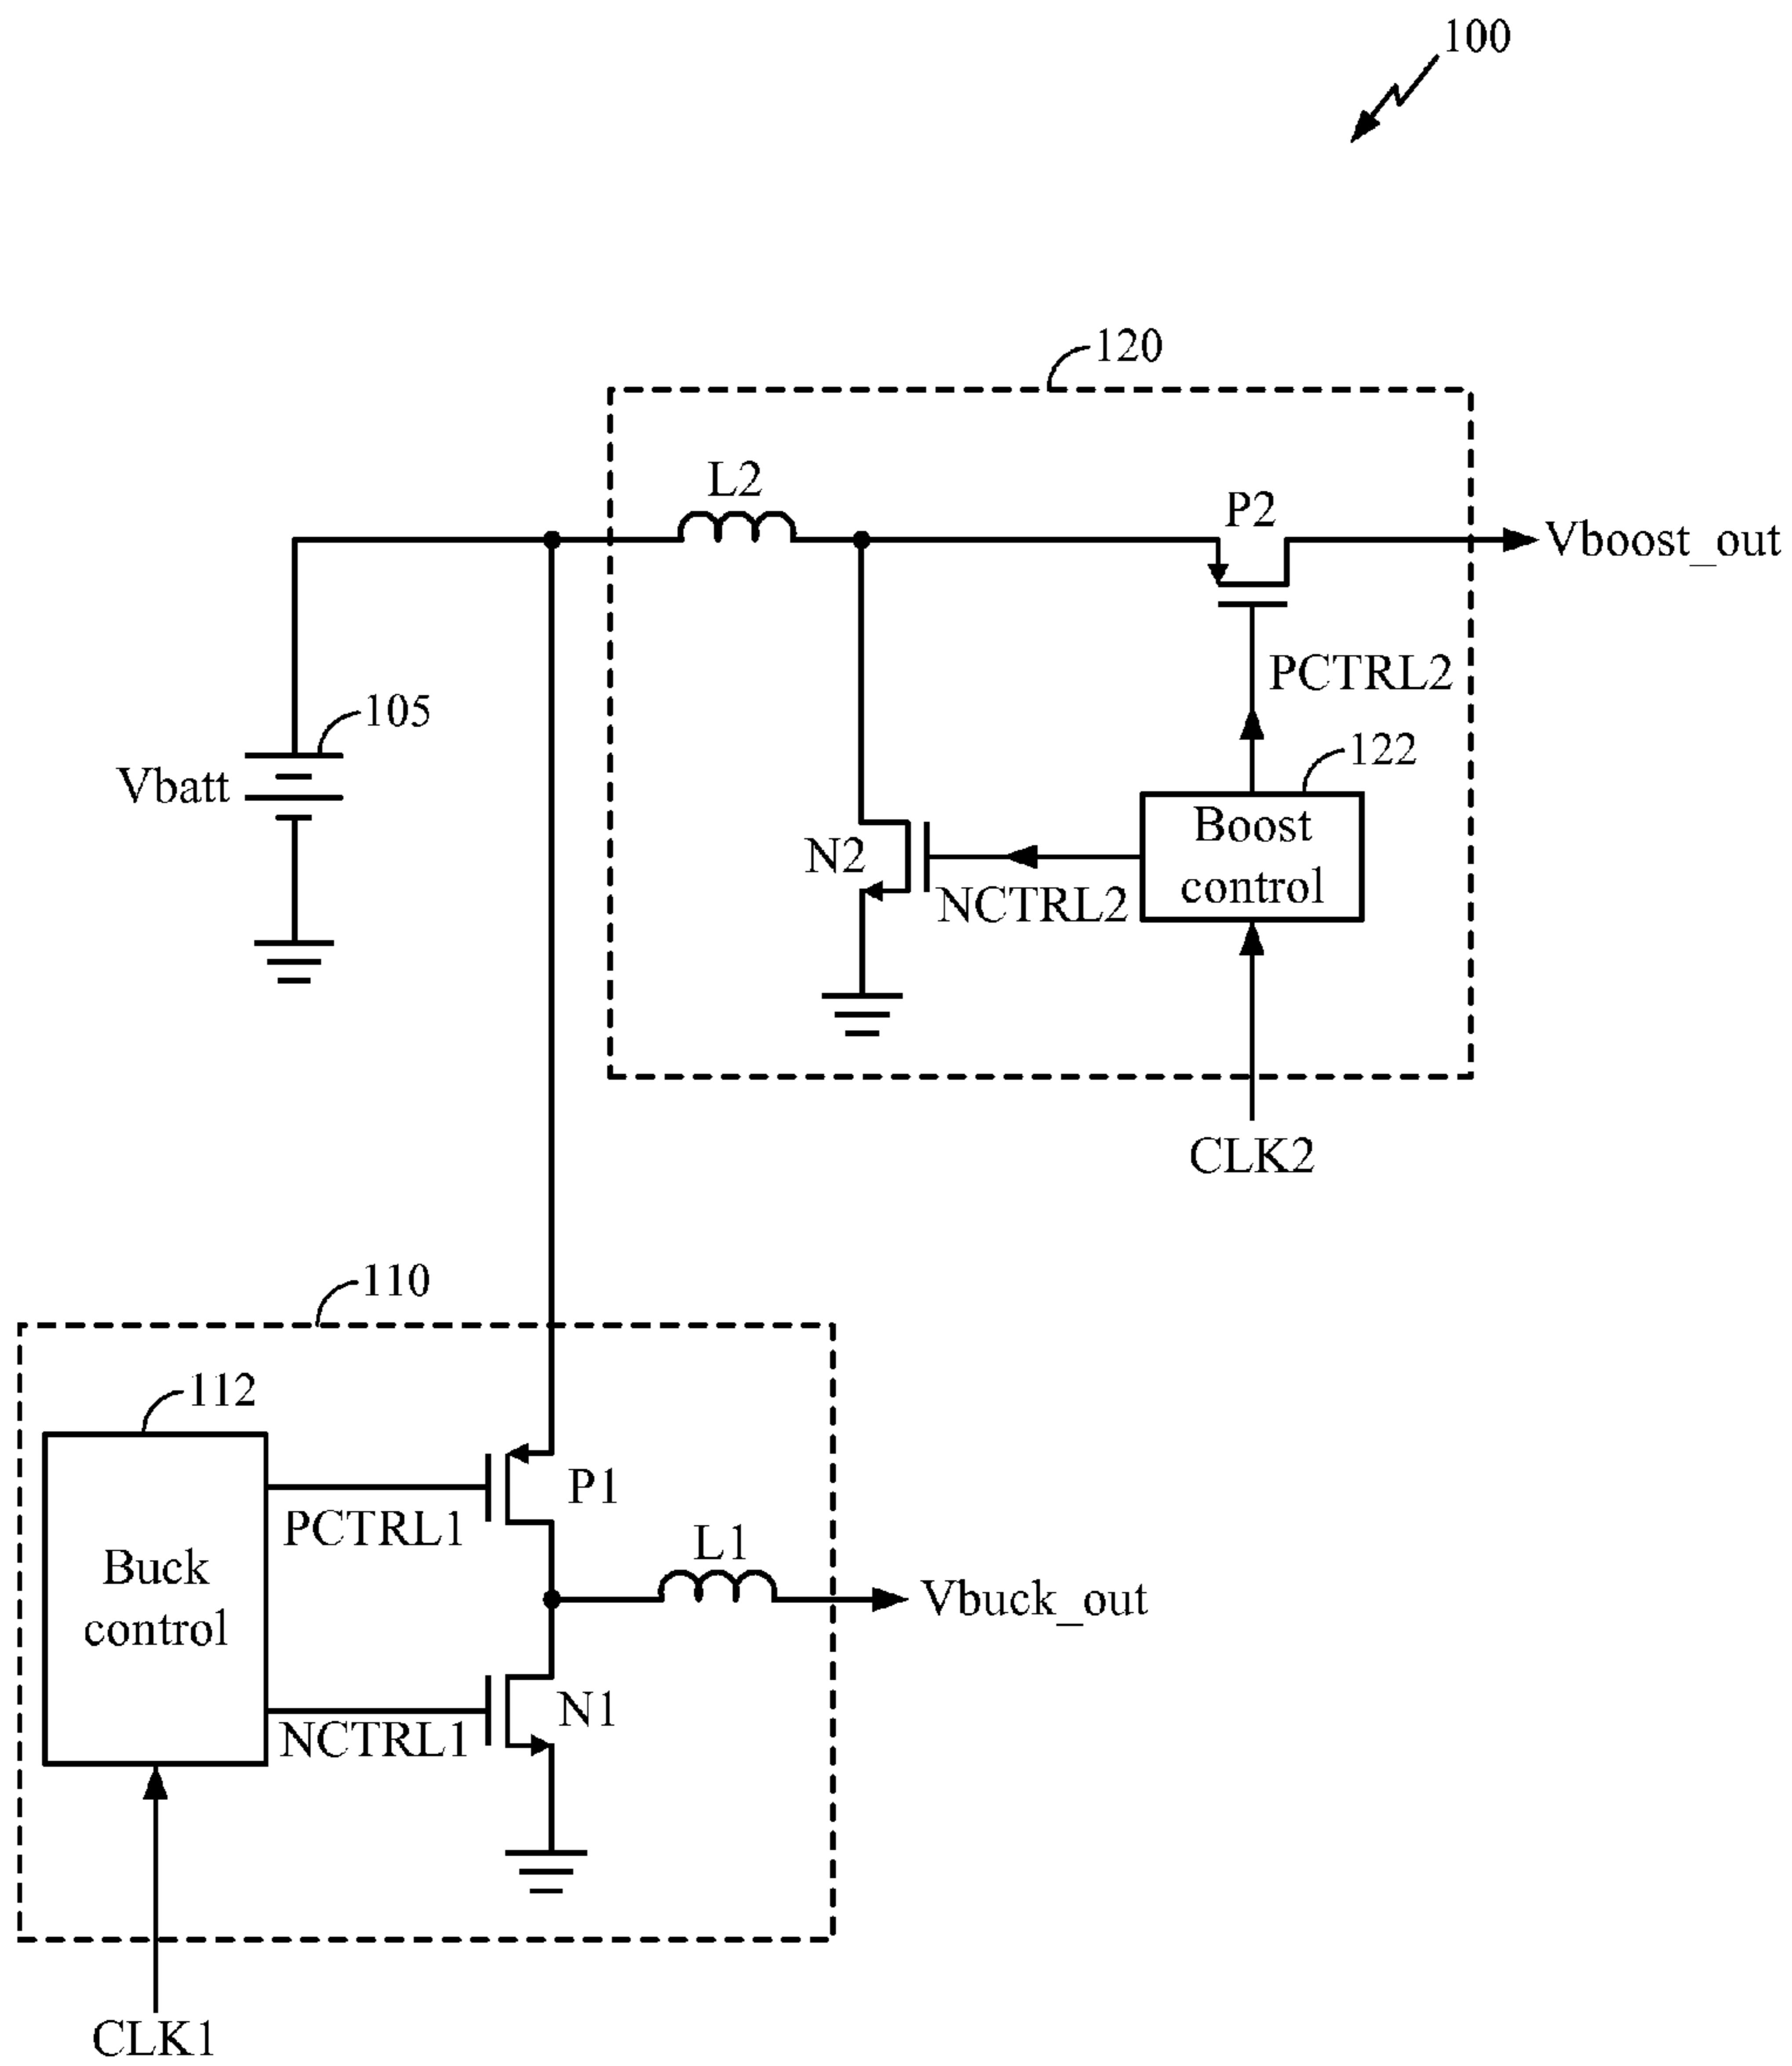 100
120
L2
P2
Vboost_out
105
PCTRL2
Vbatt
122
Boost
control
N2
NCTRL2
CLK2
110
112
P1
PCTRL1
L1
Buck
control
Vbuck_out
N1
NCTRL1
CLK1